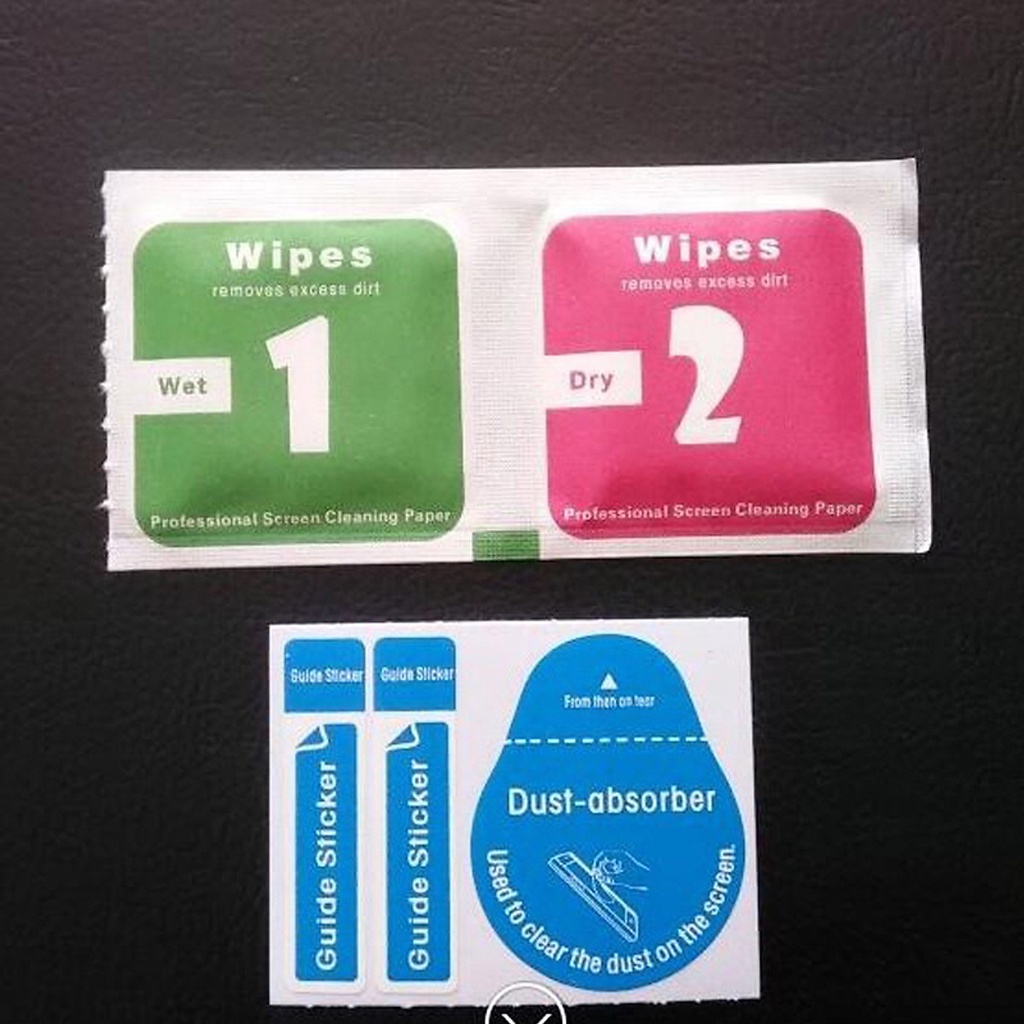 Wipes
removes excess dirt
1
Wet
Professional Screen Cleaning Paper
Wipes
removes excess dirt
2
Dry
Professional Screen Cleaning Paper
Guide Sticker
Guide Sticker
Guide Sticker
Guide Sticker
From then on tear
Dust-absorber
Used to clear the dust on the screen.